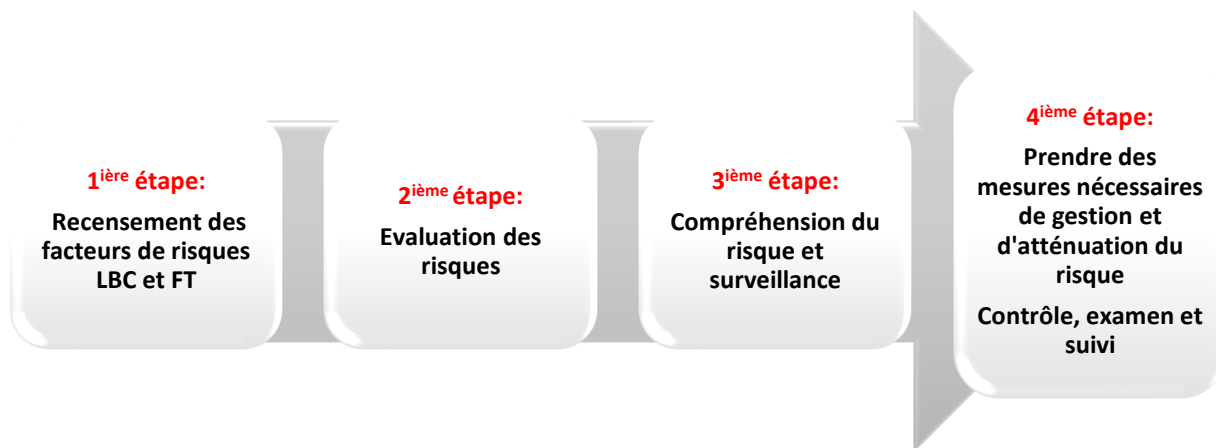 1ière étape:
Recensement des
facteurs de risques
LBC et FT
2ième étape:
Evaluation des
risques
3ième étape:
Compréhension du
risque et
surveillance
4ième étape:
Prendre des
mesures nécessaires
de gestion et
d'atténuation du
risque
Contrôle, examen et
suivi